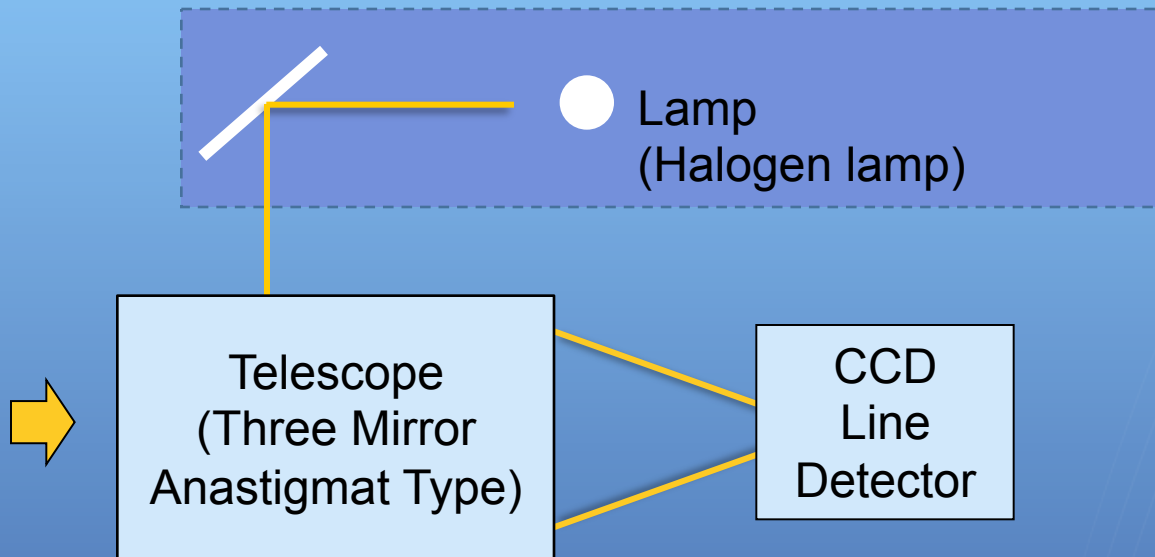 Lamp
(Halogen lamp)
Telescope
(Three Mirror
Anastigmat Type)
CCD
Line
Detector